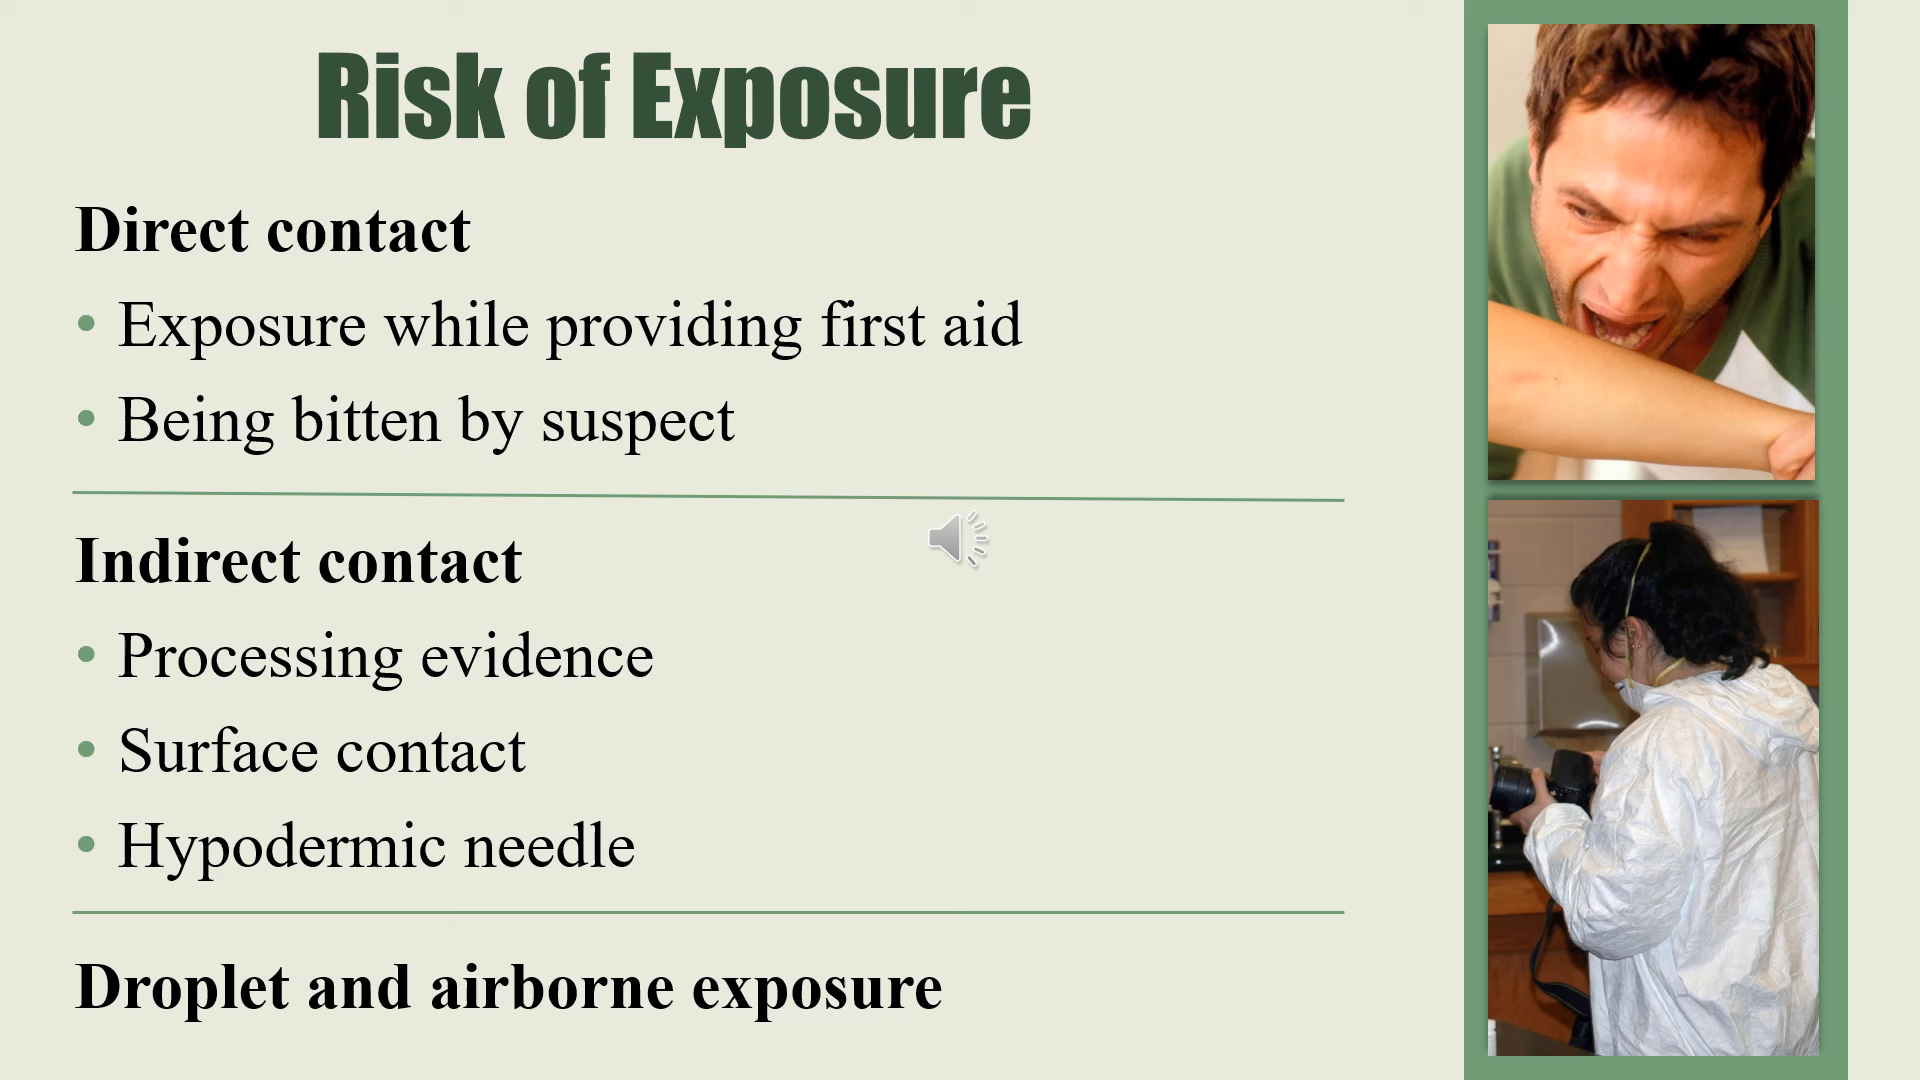 Risk of Exposure
Direct contact
• Exposure while providing first aid
• Being bitten by suspect
Indirect contact
• Processing evidence
• Surface contact
• Hypodermic needle
Droplet and airborne exposure